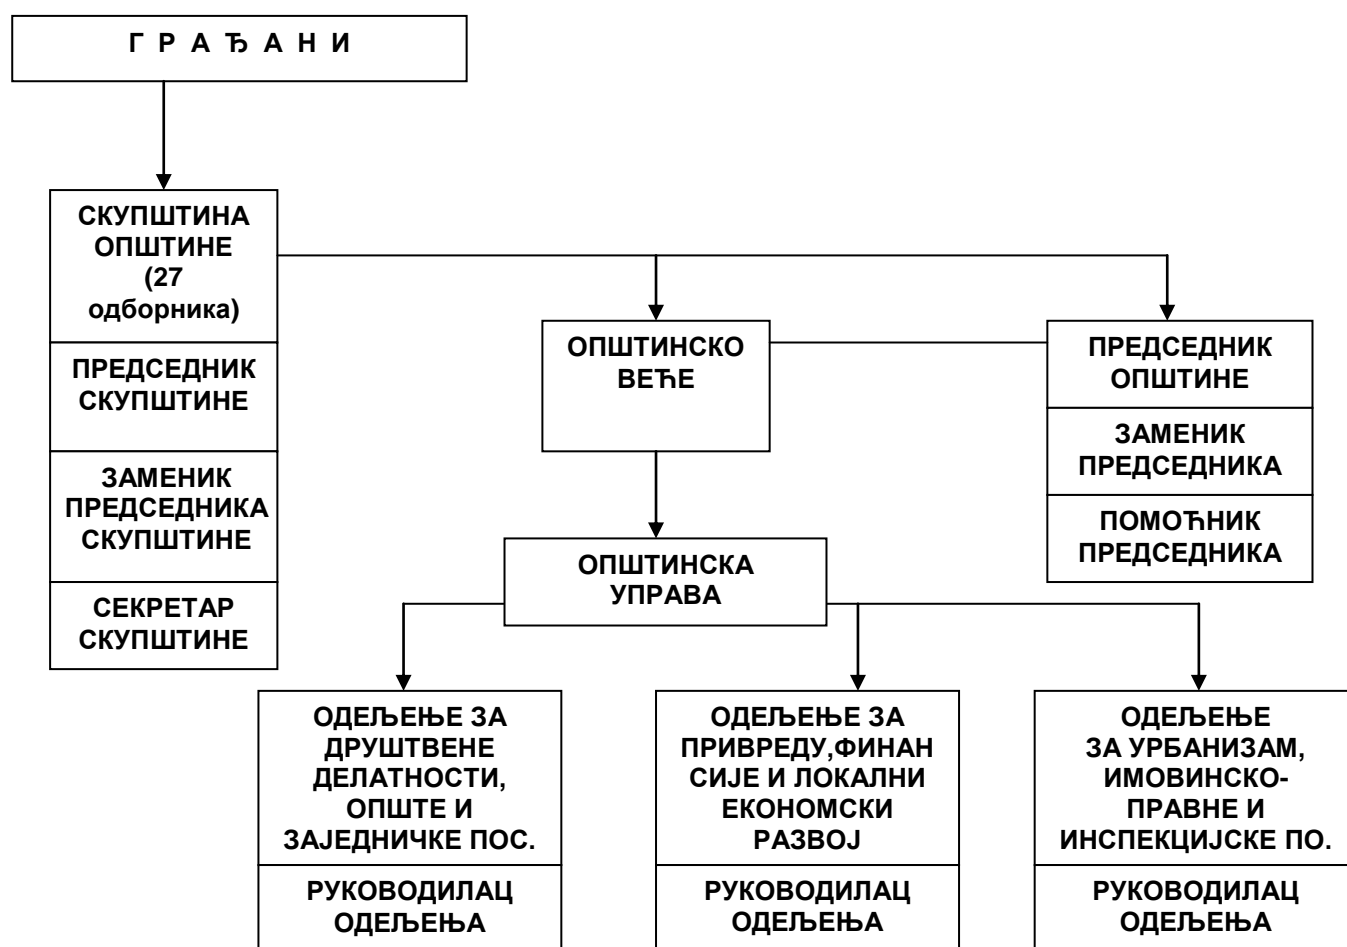 Г Р А Ђ А Н И
СКУПШТИНА
ОПШТИНЕ
(27
одборника)
ПРЕДСЕДНИК
СКУПШТИНЕ
ЗАМЕНИК
ПРЕДСЕДНИКА
СКУПШТИНЕ
СЕКРЕТАР
СКУПШТИНЕ
ОПШТИНСКО
ВЕЋЕ
ПРЕДСЕДНИК
ОПШТИНЕ
ЗАМЕНИК
ПРЕДСЕДНИКА
ПОМОЋНИК
ПРЕДСЕДНИКА
ОПШТИНСКА
УПРАВА
ОДЕЉЕЊЕ ЗА
ДРУШТВЕНЕ
ДЕЛАТНОСТИ,
ОПШТЕ И
ЗАЈЕДНИЧКЕ ПОС.
РУКОВОДИЛАЦ
ОДЕЉЕЊА
ОДЕЉЕЊЕ ЗА
ПРИВРЕДУ,ФИНАН
СИЈЕ И ЛОКАЛНИ
ЕКОНОМСКИ
РАЗВОЈ
РУКОВОДИЛАЦ
ОДЕЉЕЊА
ОДЕЉЕЊЕ
ЗА УРБАНИЗАМ,
ИМОВИНСКО-
ПРАВНЕ И
ИНСПЕКЦИЈСКЕ ПО.
РУКОВОДИЛАЦ
ОДЕЉЕЊА